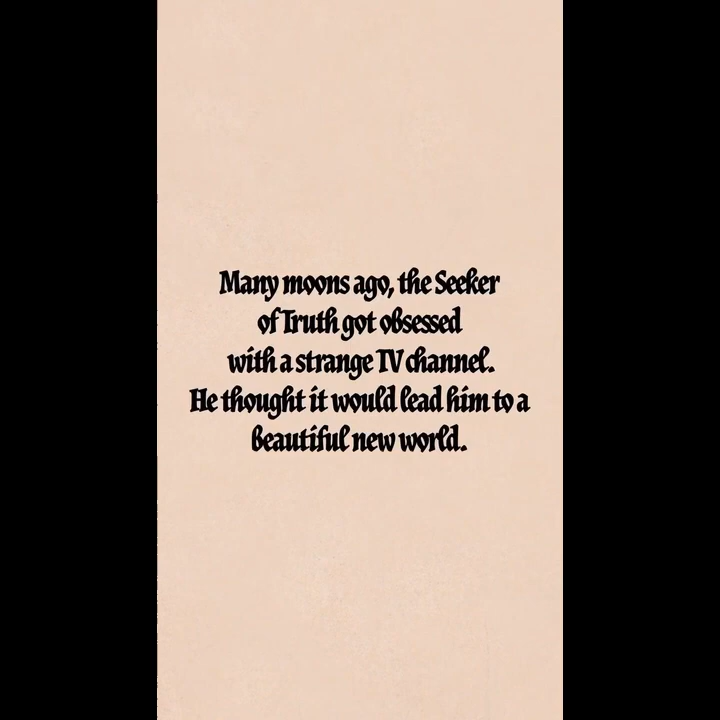 Many moons ago, the Seeker
of Truth got obsessed
with a strange TV channel.
He thought it would lead him to a
beautiful new world.